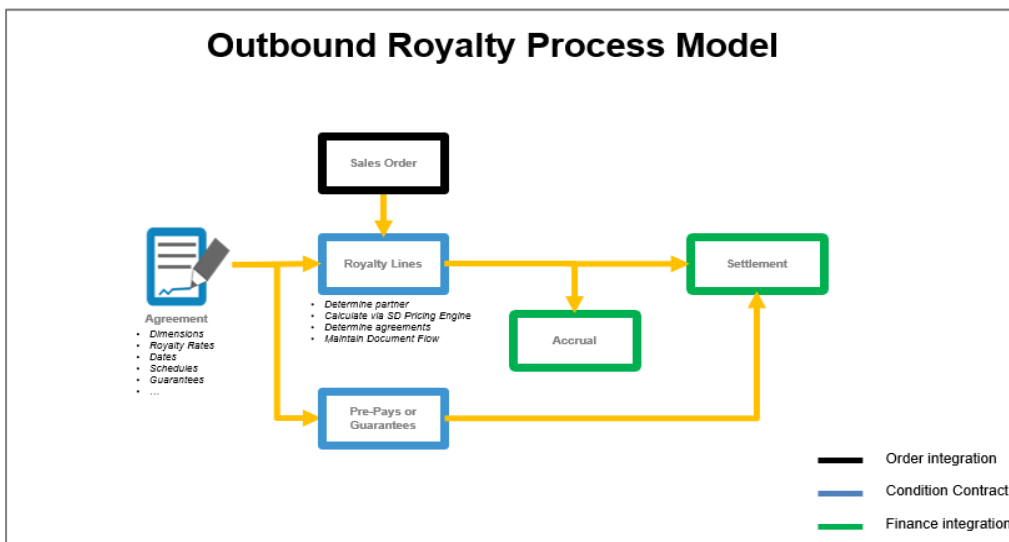 Outbound Royalty Process Model
Sales Order
Royalty Lines
Settlement
• Determine partner
• Calculate via SD Pricing Engine
• Determine agreements
• Maintain Document Flow
Agreement
• Dimensions
• Royalty Rates
• Dates
• Schedules
• Guarantees
• ...
Accrual
Pre-Pays or
Guarantees
Order integration
Condition Contract
Finance integration